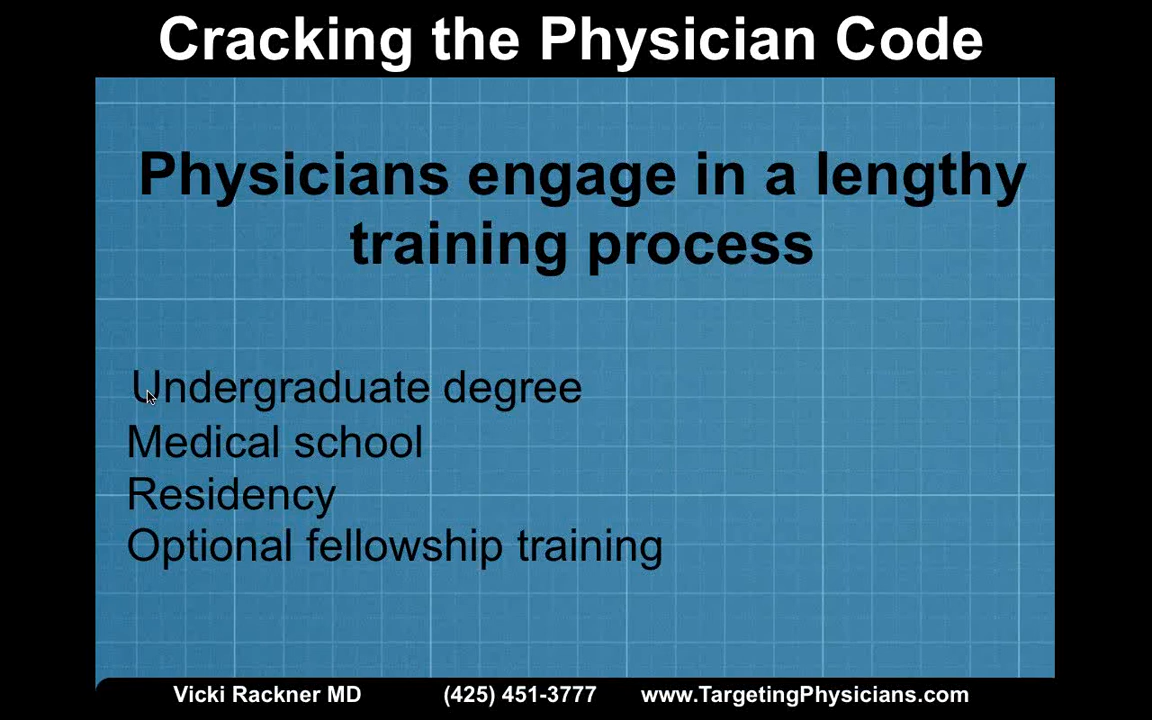 Cracking the Physician Code
Physicians engage in a lengthy
training process
Undergraduate degree
Medical school
Residency
Optional fellowship training
Vicki Rackner MD (425) 451-3777 www.TargetingPhysicians.com